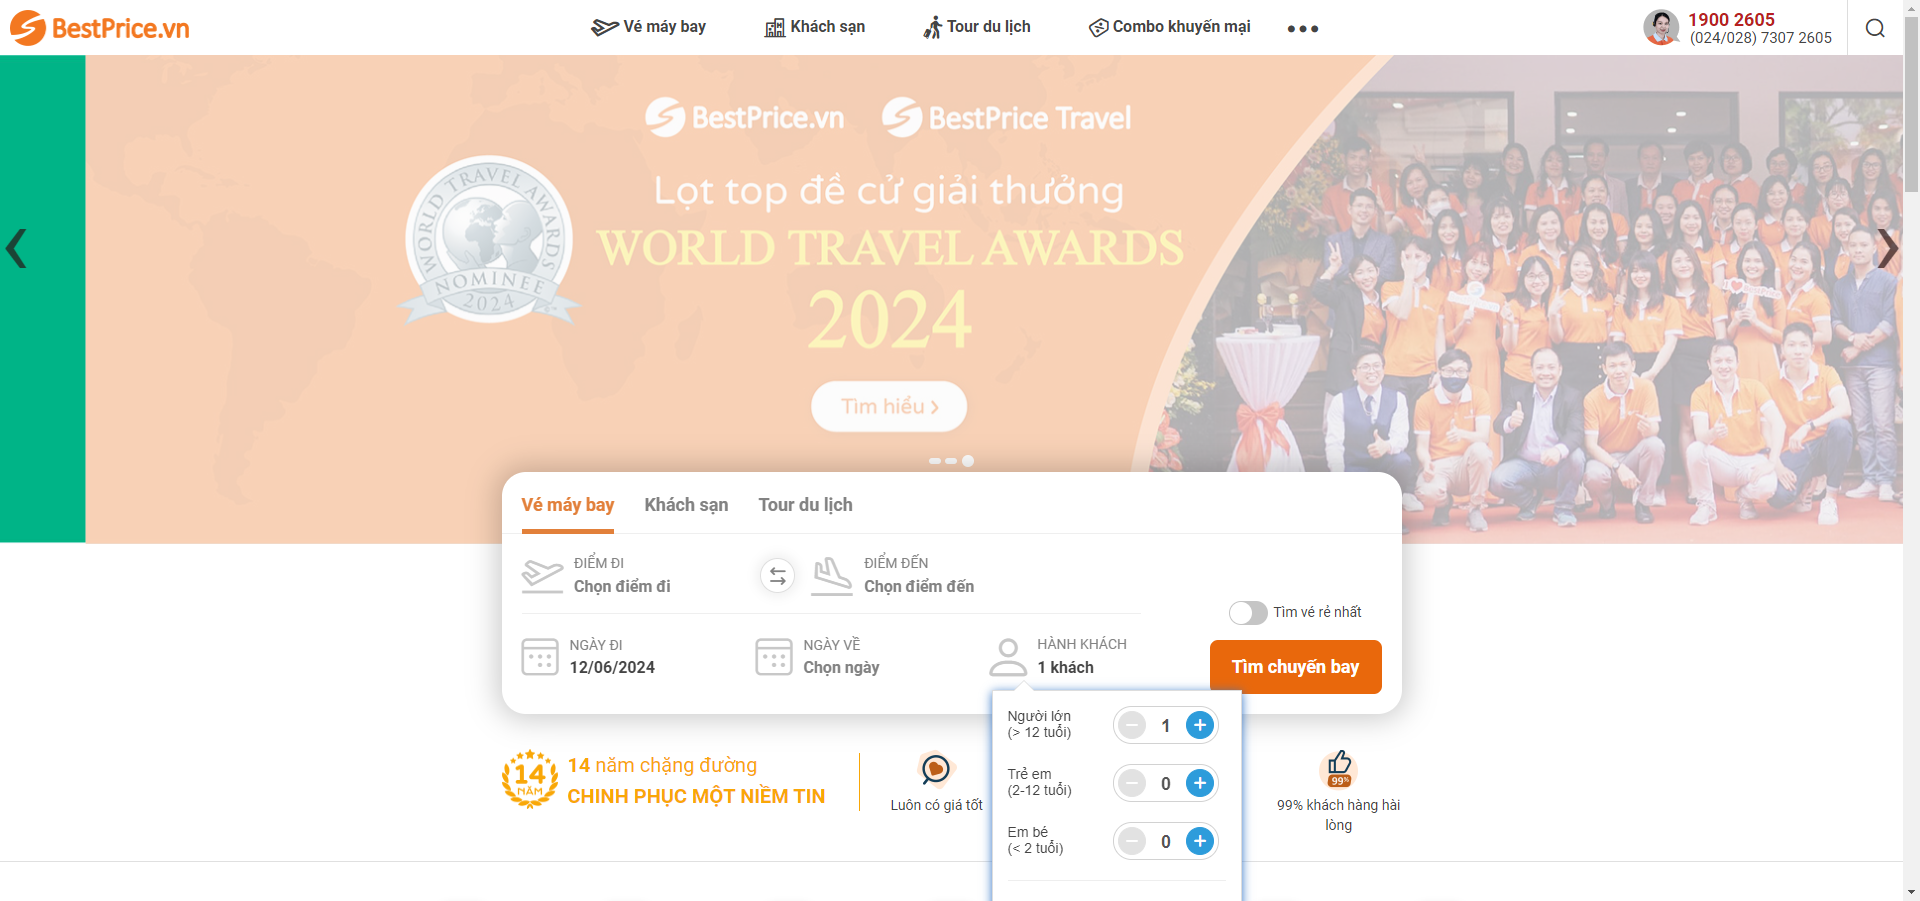 BestPrice.vn
Vé máy bay
Khách sạn
Tour du lịch
Combo khuyến mại
1900 2605
(024/028) 7307 2605
BestPrice.vn
BestPrice Travel
WORLD TRAVEL AWARDS
NOMINEE
2024
Lọt top đề cử giải thưởng
WORLD TRAVEL AWARDS
2024
Tìm hiểu
Vé máy bay
Khách sạn
Tour du lịch
ĐIỂM ĐI
Chọn điểm đi
ĐIỂM ĐẾN
Chọn điểm đến
Tìm vé rẻ nhất
NGÀY ĐI
12/06/2024
NGÀY VỀ
Chọn ngày
HÀNH KHÁCH
1 khách
Tìm chuyến bay
Người lớn
(> 12 tuổi)
1
Trẻ em
(2-12 tuổi)
0
Em bé
(< 2 tuổi)
0
14
NĂM
14 năm chặng đường
CHINH PHỤC MỘT NIỀM TIN
Luôn có giá tốt
99%
99% khách hàng hài
lòng